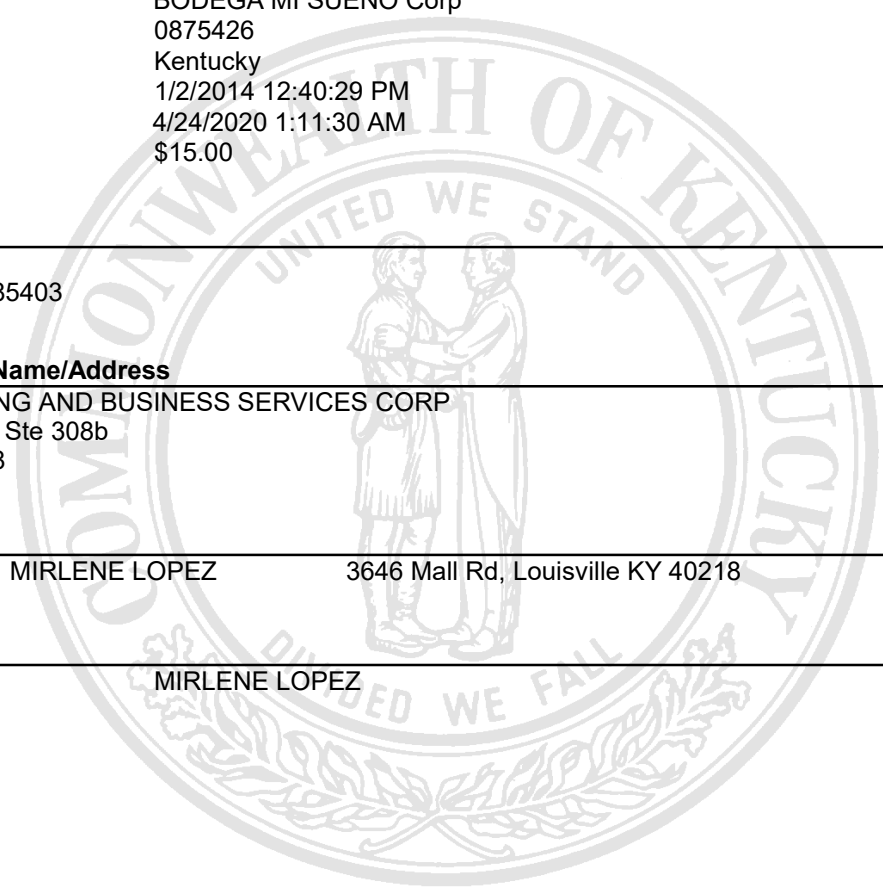 BODEGA MI SUENO Corp
0875426
Kentucky
1/2/2014 12:40:29 PM
4/24/2020 1:11:30 AM
$15.00
35403
Name/Address
NG AND BUSINESS SERVICES CORP
Ste 308b
MIRLENE LOPEZ 3646 Mall Rd, Louisville KY 40218
MIRLENE LOPEZ
COMMONWEALTH OF KENTUCKY
UNITED WE STAND
DIVIDED WE FALL